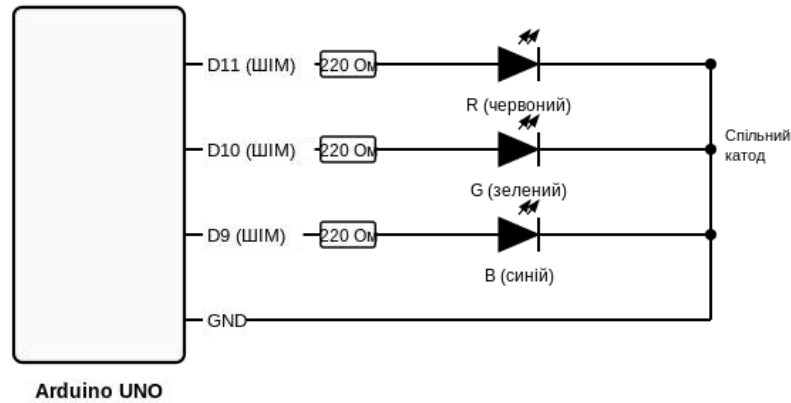 D11 (ШІМ) 220 Ом
R (червоний)
D10 (ШІМ) 220 Ом
Спільний
катод
G (зелений)
D9 (ШІМ) 220 Ом
B (синій)
GND
Arduino UNO